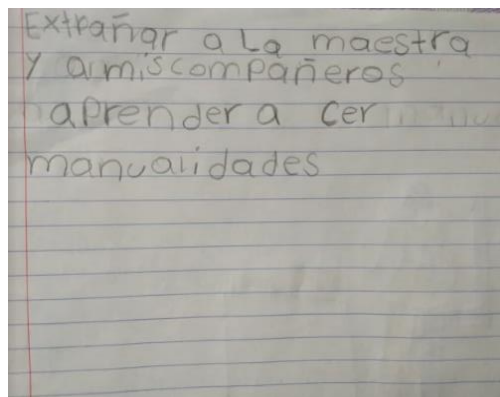 Extrañar a La maestra
y a mis compañeros
aprender a cer
manualidades